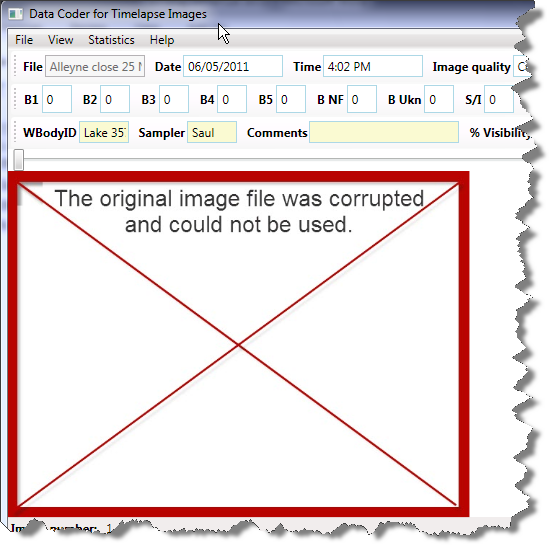 Data Coder for Timelapse Images
File View Statistics Help
File Alleyne close 25 Date 06/05/2011 Time 4:02 PM Image quality
B1 0 B2 0 B3 0 B4 0 B5 0 B NF 0 B Ukn 0 S/I 0
WBodyID Lake 35 Sampler Saul Comments % Visibility
The original image file was corrupted
and could not be used.
number: 1